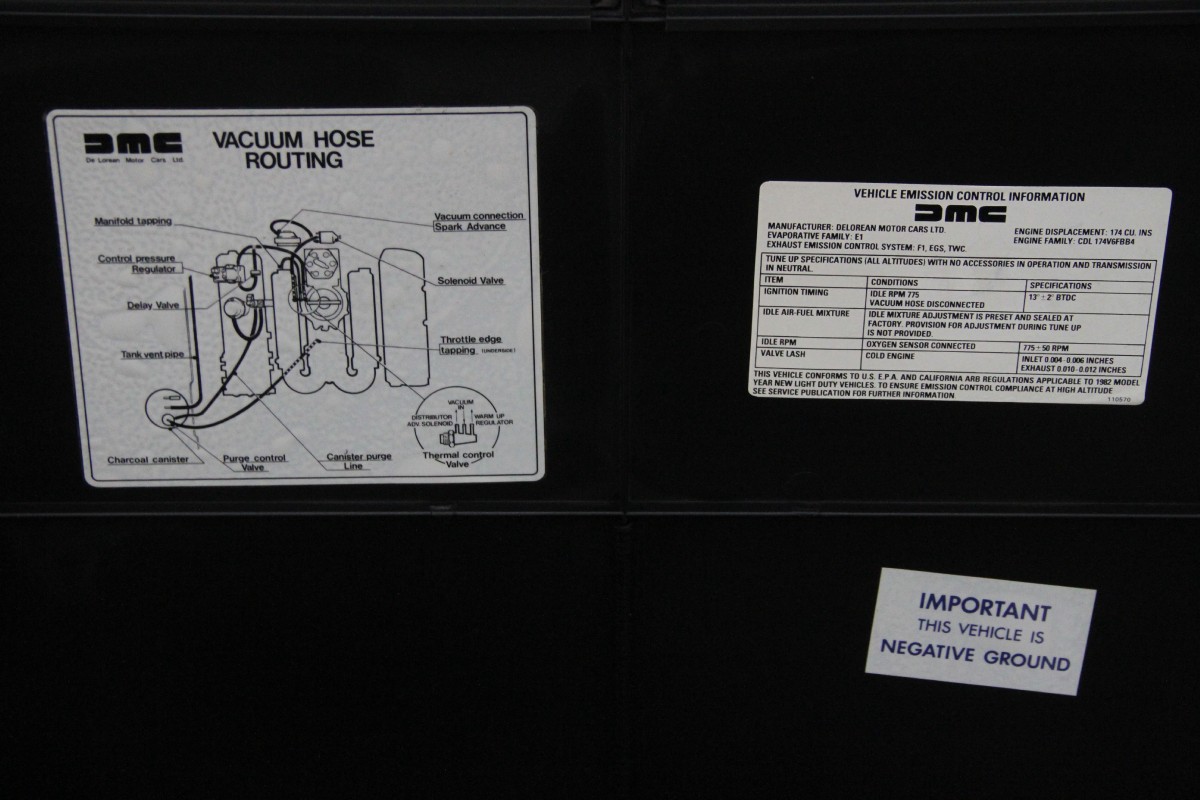 DMC
De Lorean Motor Cars Ltd.
VACUUM HOSE
ROUTING
Manifold tapping
Vacuum connection
Spark Advance
Control pressure
Regulator
Solenoid Valve
Delay Valve
Throttle edge
tapping (UNDERSIDE)
Tank vent pipe
VACUUM
IN
DISTRIBUTOR
ADV. SOLENOID
WARM UP
REGULATOR
Thermal control
Valve
Charcoal canister
Purge control
Valve
Canister purge
Line
VEHICLE EMISSION CONTROL INFORMATION
DMC
MANUFACTURER: DELOREAN MOTOR CARS LTD.
EVAPORATIVE FAMILY: E1
EXHAUST EMISSION CONTROL SYSTEM: F1, EGS, TWC.
ENGINE DISPLACEMENT: 174 CU. INS
ENGINE FAMILY: CDL 174V6FBB4
TUNE UP SPECIFICATIONS (ALL ALTITUDES) WITH NO ACCESSORIES IN OPERATION AND TRANSMISSION
IN NEUTRAL.
ITEM CONDITIONS SPECIFICATIONS
IGNITION TIMING IDLE RPM 775 13° ± 2° BTDC
VACUUM HOSE DISCONNECTED
IDLE AIR-FUEL MIXTURE IDLE MIXTURE ADJUSTMENT IS PRESET AND SEALED AT
FACTORY. PROVISION FOR ADJUSTMENT DURING TUNE UP
IS NOT PROVIDED.
IDLE RPM OXYGEN SENSOR CONNECTED 775 ± 50 RPM
VALVE LASH COLD ENGINE INLET 0.004-0.006 INCHES
EXHAUST 0.010-0.012 INCHES
THIS VEHICLE CONFORMS TO U.S. E.P.A. AND CALIFORNIA ARB REGULATIONS APPLICABLE TO 1982 MODEL
YEAR NEW LIGHT DUTY VEHICLES. TO ENSURE EMISSION CONTROL COMPLIANCE AT HIGH ALTITUDE
SEE SERVICE PUBLICATION FOR FURTHER INFORMATION
110570
IMPORTANT
THIS VEHICLE IS
NEGATIVE GROUND